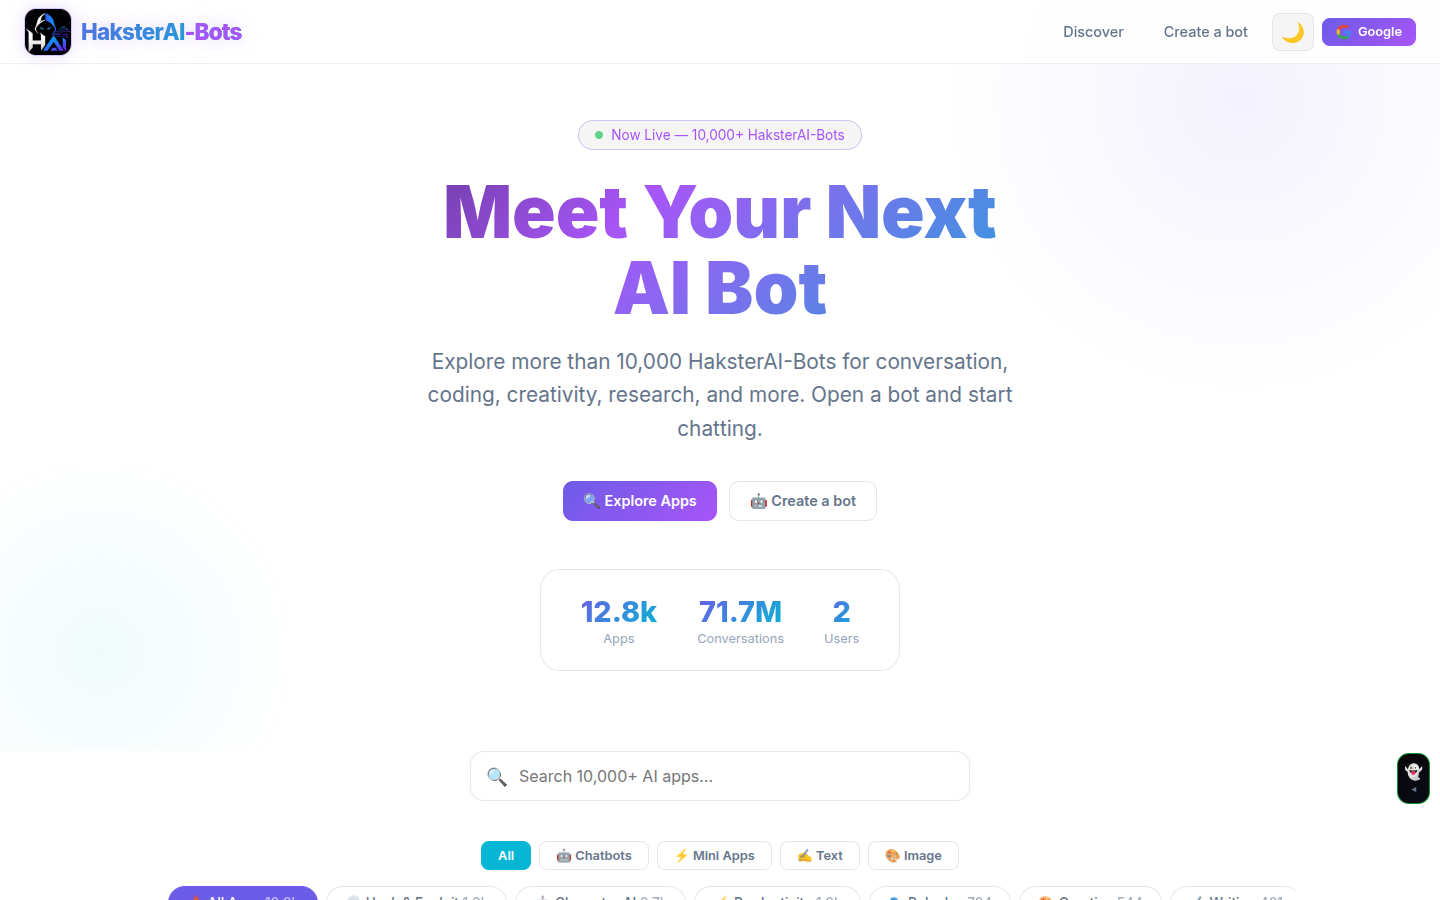 HAI
HaksterAI-Bots
Discover
Create a bot
Google
Now Live — 10,000+ HaksterAI-Bots
Meet Your Next
AI Bot
Explore more than 10,000 HaksterAI-Bots for conversation,
coding, creativity, research, and more. Open a bot and start
chatting.
Explore Apps
Create a bot
12.8k
71.7M
2
Apps
Conversations
Users
Search 10,000+ AI apps...
All
Chatbots
Mini Apps
Text
Image